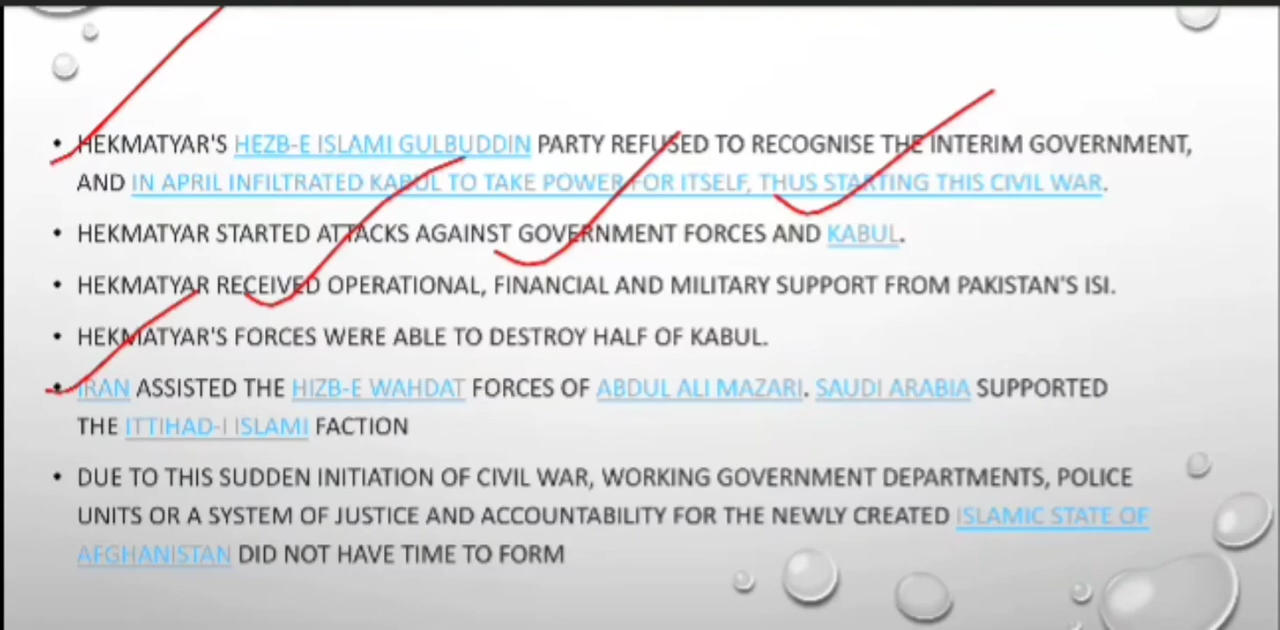 • HEKMATYAR'S HEZB-E ISLAMI GULBUDDIN PARTY REFUSED TO RECOGNISE THE INTERIM GOVERNMENT,
AND IN APRIL INFILTRATED KABUL TO TAKE POWER FOR ITSELF, THUS STARTING THIS CIVIL WAR.
• HEKMATYAR STARTED ATTACKS AGAINST GOVERNMENT FORCES AND KABUL.
• HEKMATYAR RECEIVED OPERATIONAL, FINANCIAL AND MILITARY SUPPORT FROM PAKISTAN'S ISI.
• HEKMATYAR'S FORCES WERE ABLE TO DESTROY HALF OF KABUL.
• IRAN ASSISTED THE HIZB-E WAHDAT FORCES OF ABDUL ALI MAZARI. SAUDI ARABIA SUPPORTED
THE ITTIHAD-I ISLAMI FACTION
• DUE TO THIS SUDDEN INITIATION OF CIVIL WAR, WORKING GOVERNMENT DEPARTMENTS, POLICE
UNITS OR A SYSTEM OF JUSTICE AND ACCOUNTABILITY FOR THE NEWLY CREATED ISLAMIC STATE OF
AFGHANISTAN DID NOT HAVE TIME TO FORM